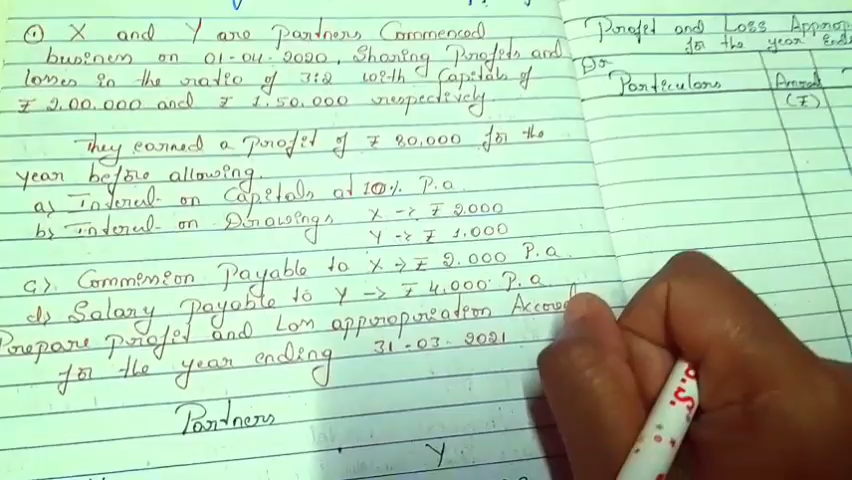 ① X and Y are Partners Commenced
business on 01-04-2020, Sharing Profits and
losses in the ratio of 3:2 with Capitals of
₹ 2,00,000 and ₹ 1,50,000 respectively.
They earned a profit of ₹ 80,000 for the
year before allowing.
a) Interest on Capitals at 10% P.a
b) Interest on Drawings X → ₹ 2,000
Y → ₹ 1,000
c) Commission Payable to X → ₹ 2,000 P.a
d) Salary payable to Y → ₹ 4,000 P.a
Prepare profit and Loss appropriation Accou
for the year ending 31-03-2021
Partners
Y
Profit and Loss Approp
for the year End
Dr
Particulars
Amount
(₹)